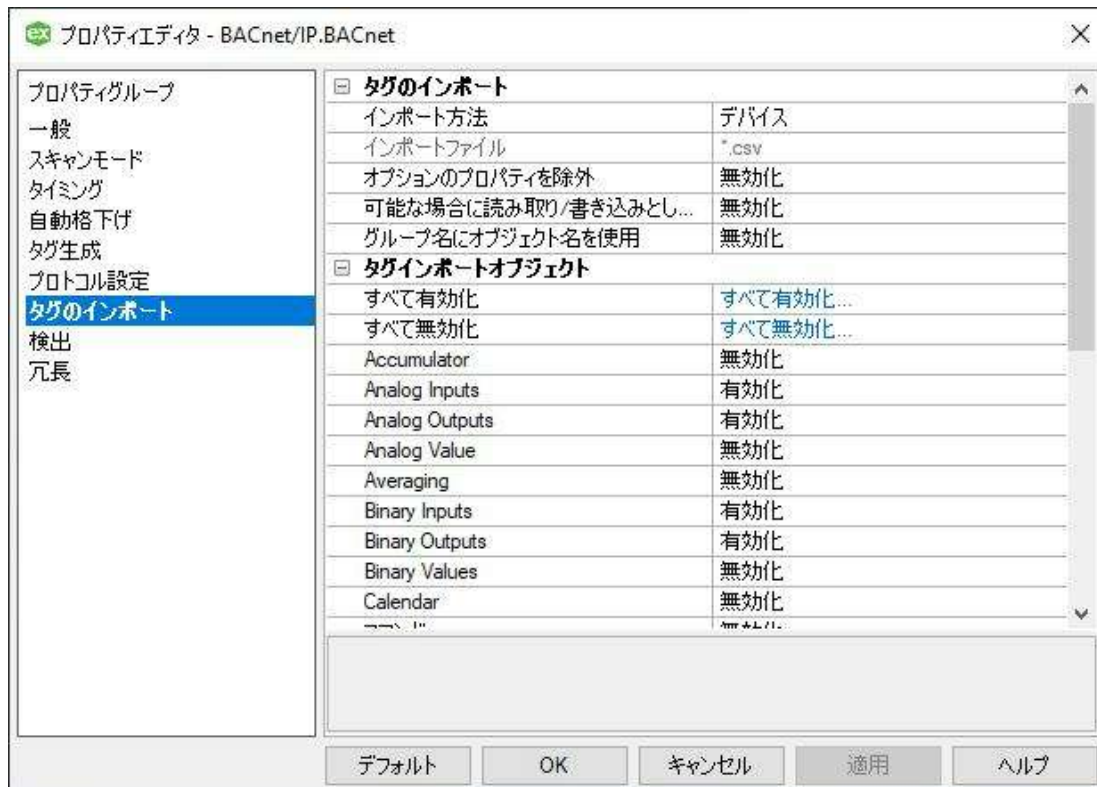 プロパティエディタ - BACnet/IP.BACnet
プロパティグループ
一般
スキャンモード
タイミング
自動格下げ
タグ生成
プロトコル設定
タグのインポート
検出
冗長
タグのインポート
インポート方法 デバイス
インポートファイル *.csv
オプションのプロパティを除外 無効化
可能な場合に読み取り/書き込みとし... 無効化
グループ名にオブジェクト名を使用 無効化
タグインポートオブジェクト
すべて有効化 すべて有効化...
すべて無効化 すべて無効化...
Accumulator 無効化
Analog Inputs 有効化
Analog Outputs 有効化
Analog Value 無効化
Averaging 無効化
Binary Inputs 有効化
Binary Outputs 有効化
Binary Values 無効化
Calendar 無効化
デフォルト OK キャンセル 適用 ヘルプ